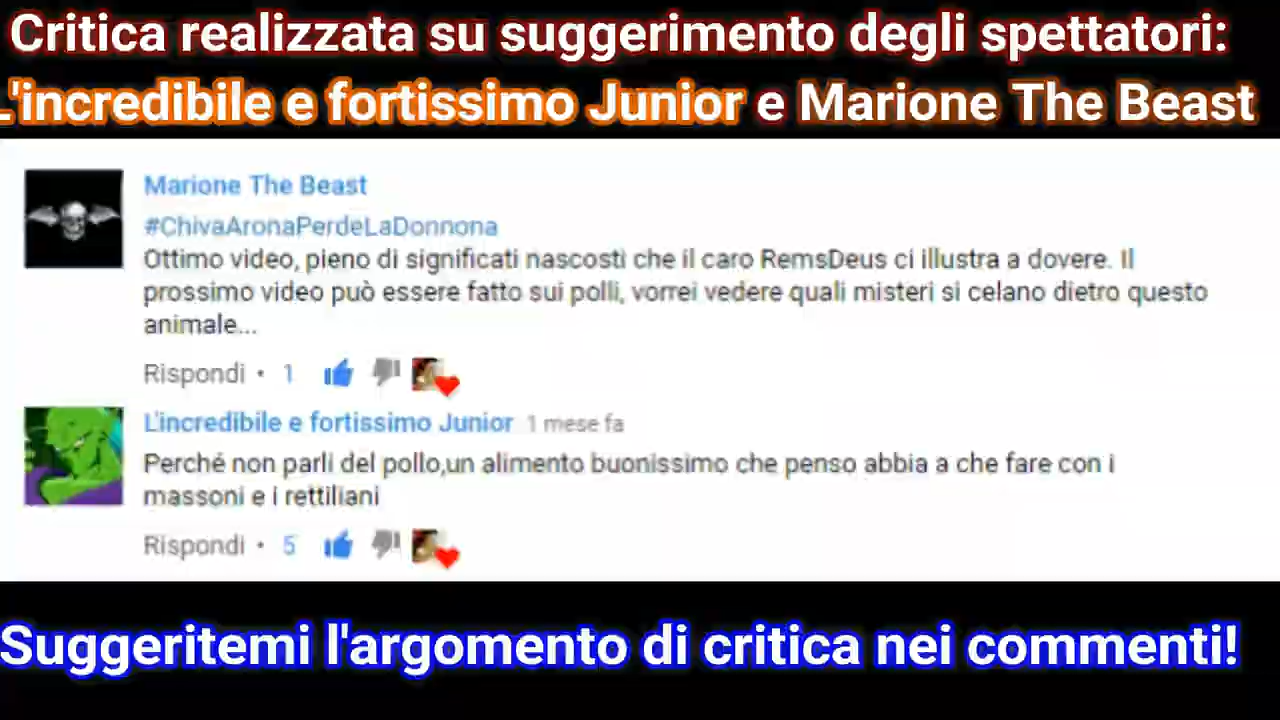 Critica realizzata su suggerimento degli spettatori:
L'incredibile e fortissimo Junior e Marione The Beast
Marione The Beast
#ChivaAronaPerdeLaDonnona
Ottimo video, pieno di significati nascosti che il caro RemsDeus ci illustra a dovere. Il
prossimo video può essere fatto sui polli, vorrei vedere quali misteri si celano dietro questo
animale...
Rispondi • 1
L'incredibile e fortissimo Junior 1 mese fa
Perché non parli del pollo,un alimento buonissimo che penso abbia a che fare con i
massoni e i rettiliani
Rispondi • 5
Suggeritemi l'argomento di critica nei commenti!